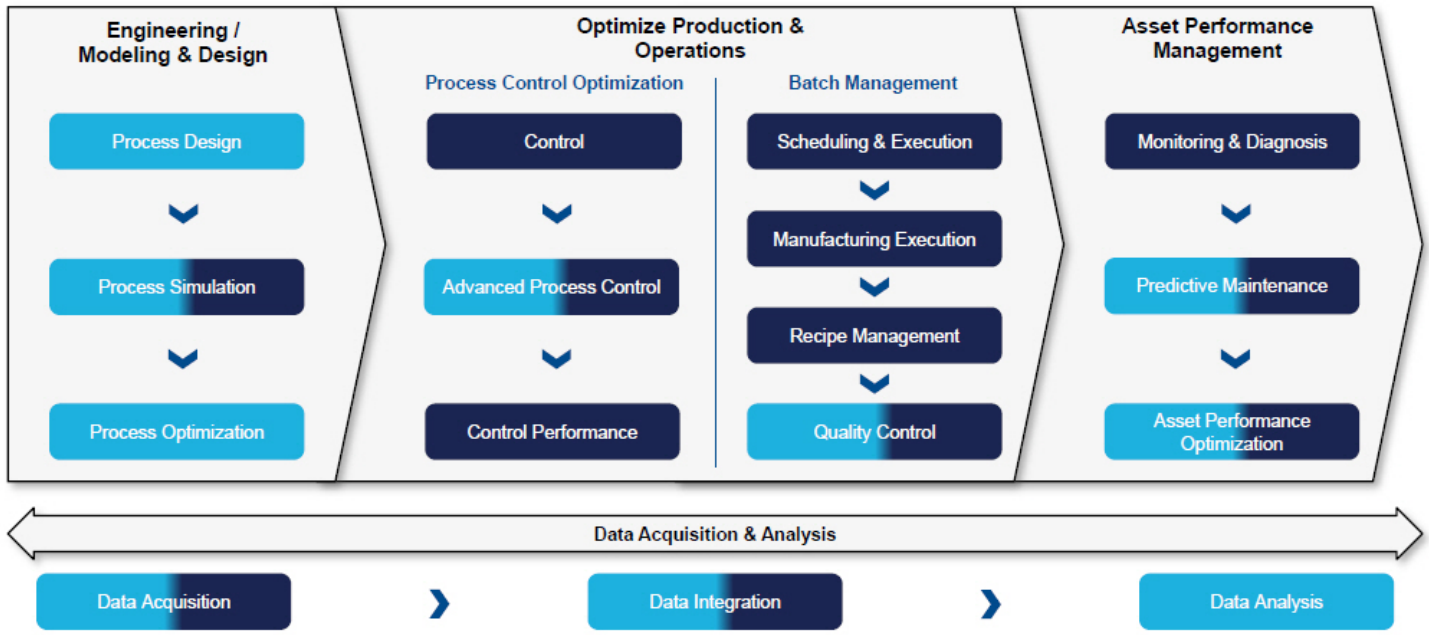 Engineering /
Modeling & Design
Process Design
Process Simulation
Process Optimization
Optimize Production &
Operations
Process Control Optimization
Control
Advanced Process Control
Control Performance
Batch Management
Scheduling & Execution
Manufacturing Execution
Recipe Management
Quality Control
Asset Performance
Management
Monitoring & Diagnosis
Predictive Maintenance
Asset Performance
Optimization
Data Acquisition & Analysis
Data Acquisition
Data Integration
Data Analysis